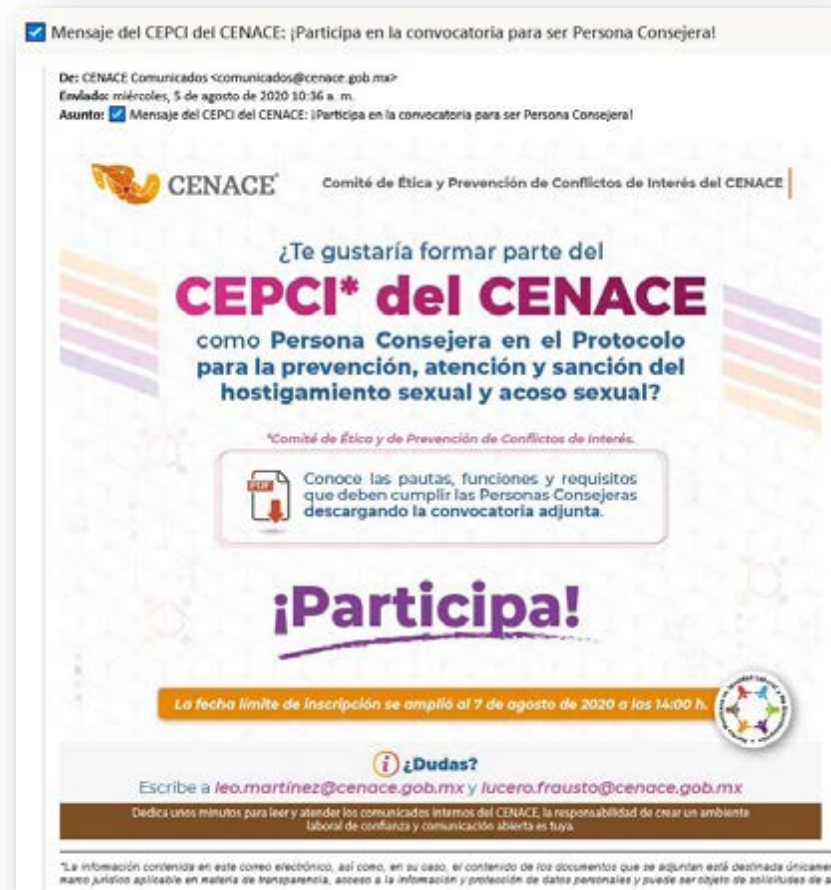 Mensaje del CEPCI del CENACE: ¡Participa en la convocatoria para ser Persona Consejera!
De: CENACE Comunicados <comunicados@cenace.gob.mx>
Enviado: miércoles, 5 de agosto de 2020 10:36 a. m.
Asunto: Mensaje del CEPCI del CENACE: ¡Participa en la convocatoria para ser Persona Consejera!
CENACE
Comité de Ética y Prevención de Conflictos de Interés del CENACE
¿Te gustaría formar parte del
CEPCI* del CENACE
como Persona Consejera en el Protocolo
para la prevención, atención y sanción del
hostigamiento sexual y acoso sexual?
*Comité de Ética y de Prevención de Conflictos de Interés.
PDF
Conoce las pautas, funciones y requisitos
que deben cumplir las Personas Consejeras
descargando la convocatoria adjunta.
¡Participa!
La fecha límite de inscripción se amplió al 7 de agosto de 2020 a las 14:00 h.
i ¿Dudas?
Escribe a leo.martinez@cenace.gob.mx y lucero.frausto@cenace.gob.mx
Dedica unos minutos para leer y atender los comunicados internos del CENACE, la responsabilidad de crear un ambiente
laboral de confianza y comunicación abierta es tuya.
"La información contenida en este correo electrónico, así como, en su caso, el contenido de los documentos que se adjuntan está destinada únicame
marco jurídico aplicable en materia de transparencia, acceso a la información y protección de datos personales y puede ser objeto de solicitudes de a